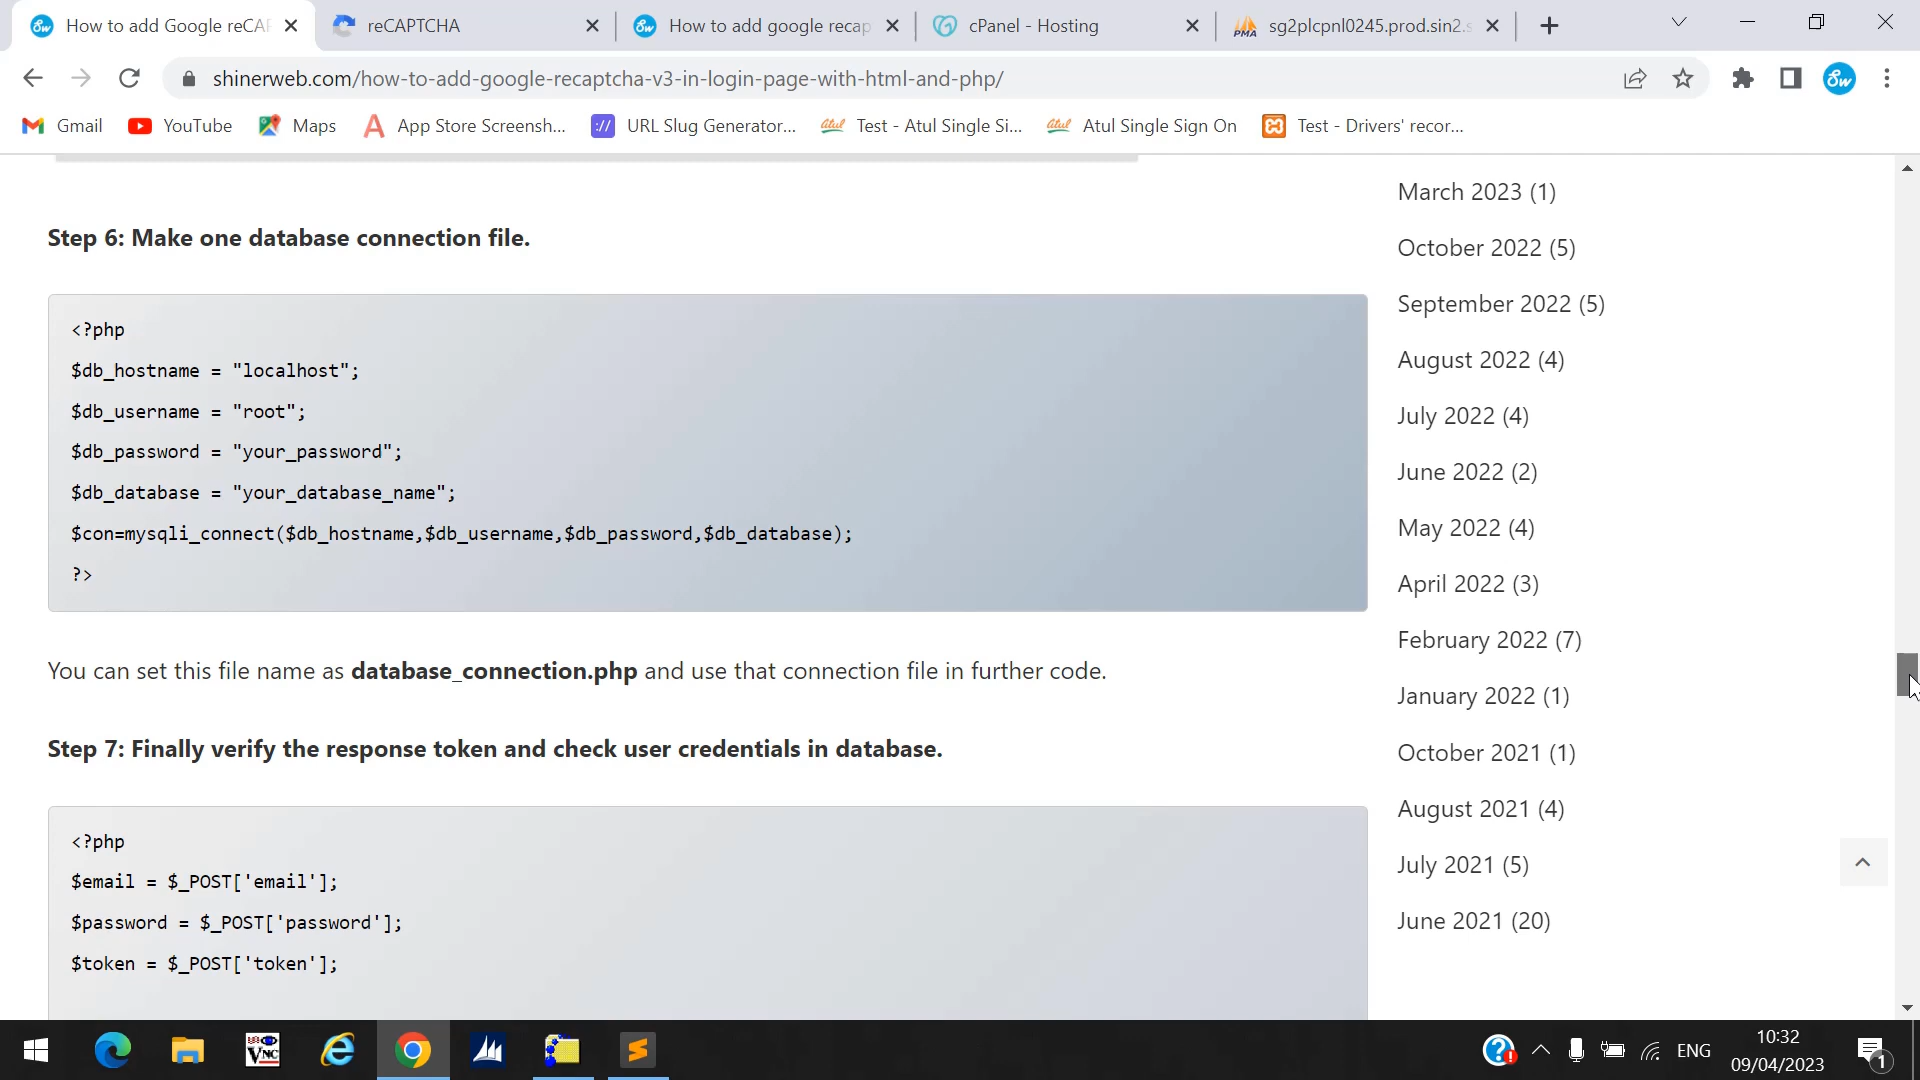 How to add Google reCAP
reCAPTCHA
How to add google recap
cPanel - Hosting
PMA
sg2plcpnl0245.prod.sin2.s
shinerweb.com/how-to-add-google-recaptcha-v3-in-login-page-with-html-and-php/
Gmail
YouTube
Maps
App Store Screensh...
URL Slug Generator...
Test - Atul Single Si...
Atul Single Sign On
Test - Drivers' recor...
Step 6: Make one database connection file.
<?php
$db_hostname = "localhost";
$db_username = "root";
$db_password = "your_password";
$db_database = "your_database_name";
$con=mysqli_connect($db_hostname,$db_username,$db_password,$db_database);
?>
You can set this file name as database_connection.php and use that connection file in further code.
Step 7: Finally verify the response token and check user credentials in database.
<?php
$email = $_POST['email'];
$password = $_POST['password'];
$token = $_POST['token'];
March 2023 (1)
October 2022 (5)
September 2022 (5)
August 2022 (4)
July 2022 (4)
June 2022 (2)
May 2022 (4)
April 2022 (3)
February 2022 (7)
January 2022 (1)
October 2021 (1)
August 2021 (4)
July 2021 (5)
June 2021 (20)
VNC
ENG
10:32
09/04/2023
1